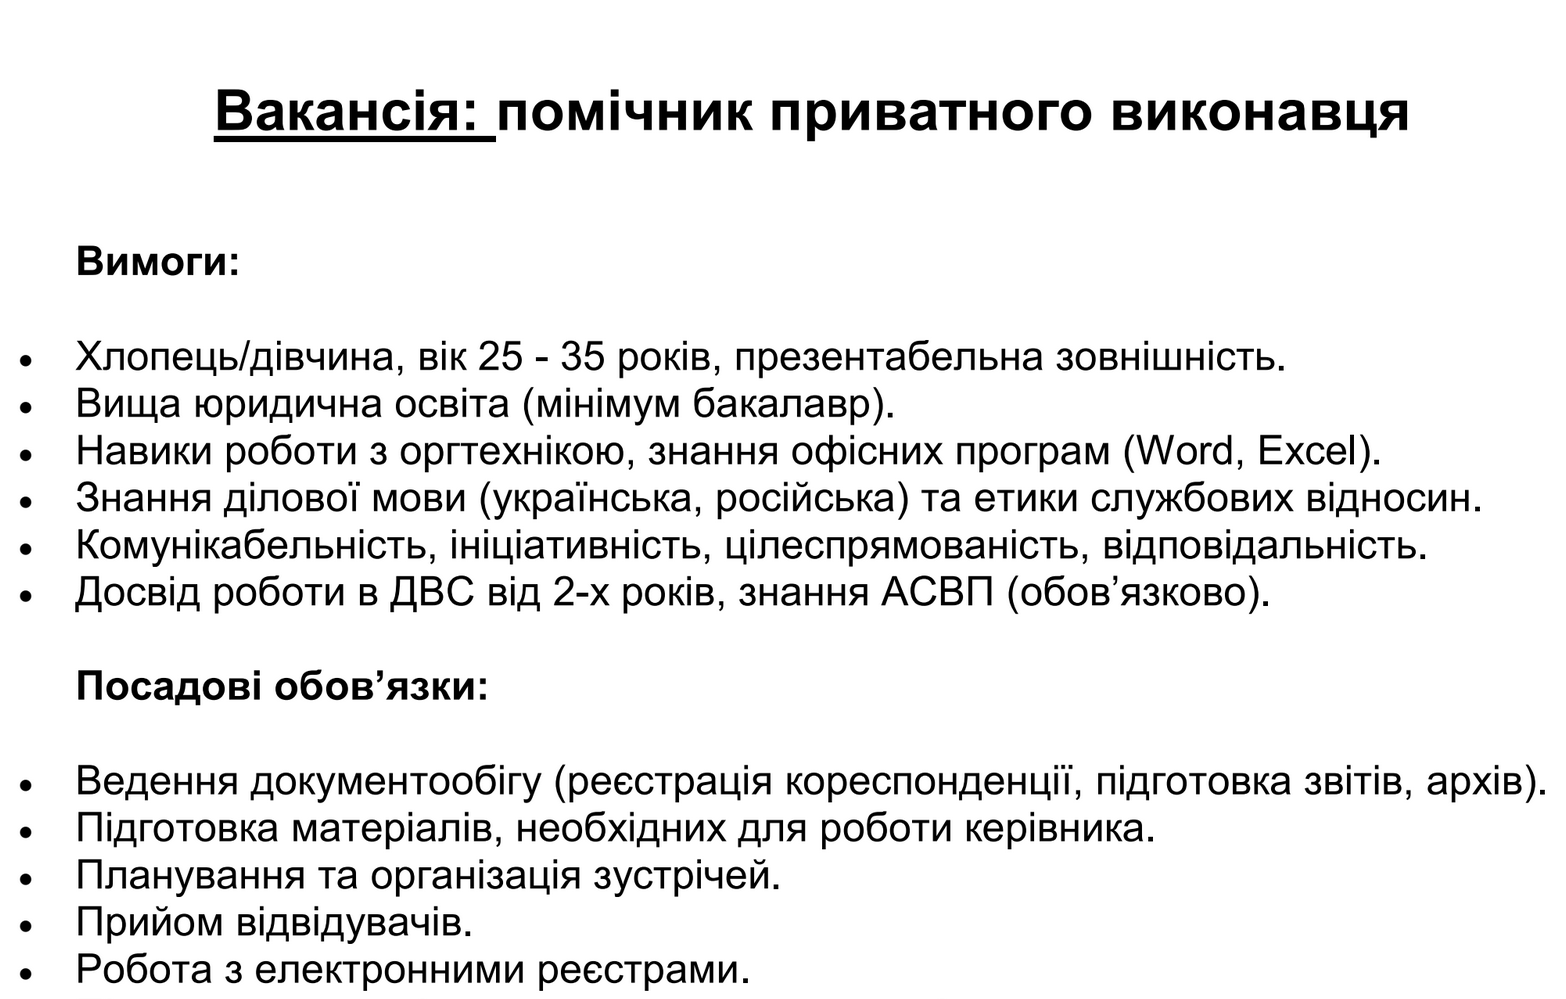 Вакансія: помічник приватного виконавця
Вимоги:
• Хлопець/дівчина, вік 25 - 35 років, презентабельна зовнішність.
• Вища юридична освіта (мінімум бакалавр).
• Навики роботи з оргтехнікою, знання офісних програм (Word, Excel).
• Знання ділової мови (українська, російська) та етики службових відносин.
• Комунікабельність, ініціативність, цілеспрямованість, відповідальність.
• Досвід роботи в ДВС від 2-х років, знання АСВП (обов’язково).
Посадові обов’язки:
• Ведення документообігу (реєстрація кореспонденції, підготовка звітів, архів).
• Підготовка матеріалів, необхідних для роботи керівника.
• Планування та організація зустрічей.
• Прийом відвідувачів.
• Робота з електронними реєстрами.